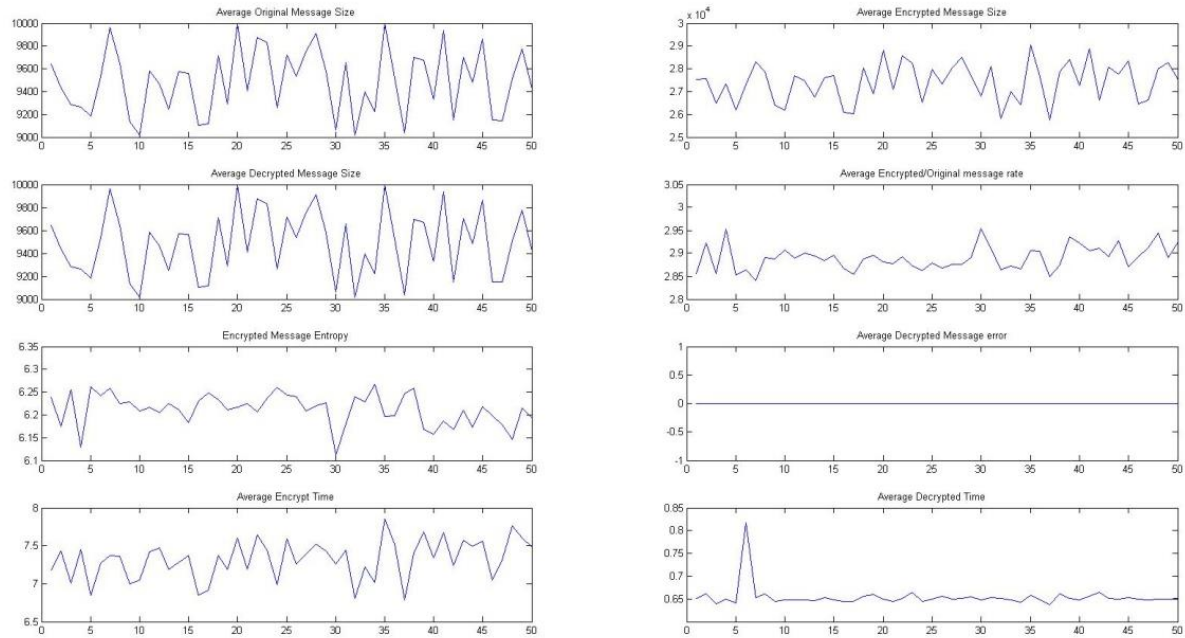 Average Original Message Size
10000
9800
9600
9400
9200
9000
0 5 10 15 20 25 30 35 40 45 50
Average Encrypted Message Size
x 10^4
3
2.9
2.8
2.7
2.6
2.5
0 5 10 15 20 25 30 35 40 45 50
Average Decrypted Message Size
10000
9800
9600
9400
9200
9000
0 5 10 15 20 25 30 35 40 45 50
Average Encrypted/Original message rate
3.05
3
2.95
2.9
2.85
2.8
0 5 10 15 20 25 30 35 40 45 50
Encrypted Message Entropy
6.35
6.3
6.25
6.2
6.15
6.1
0 5 10 15 20 25 30 35 40 45 50
Average Decrypted Message error
1
0.5
0
-0.5
-1
0 5 10 15 20 25 30 35 40 45 50
Average Encrypt Time
8
7.5
7
6.5
0 5 10 15 20 25 30 35 40 45 50
Average Decrypted Time
0.85
0.8
0.75
0.7
0.65
0 5 10 15 20 25 30 35 40 45 50